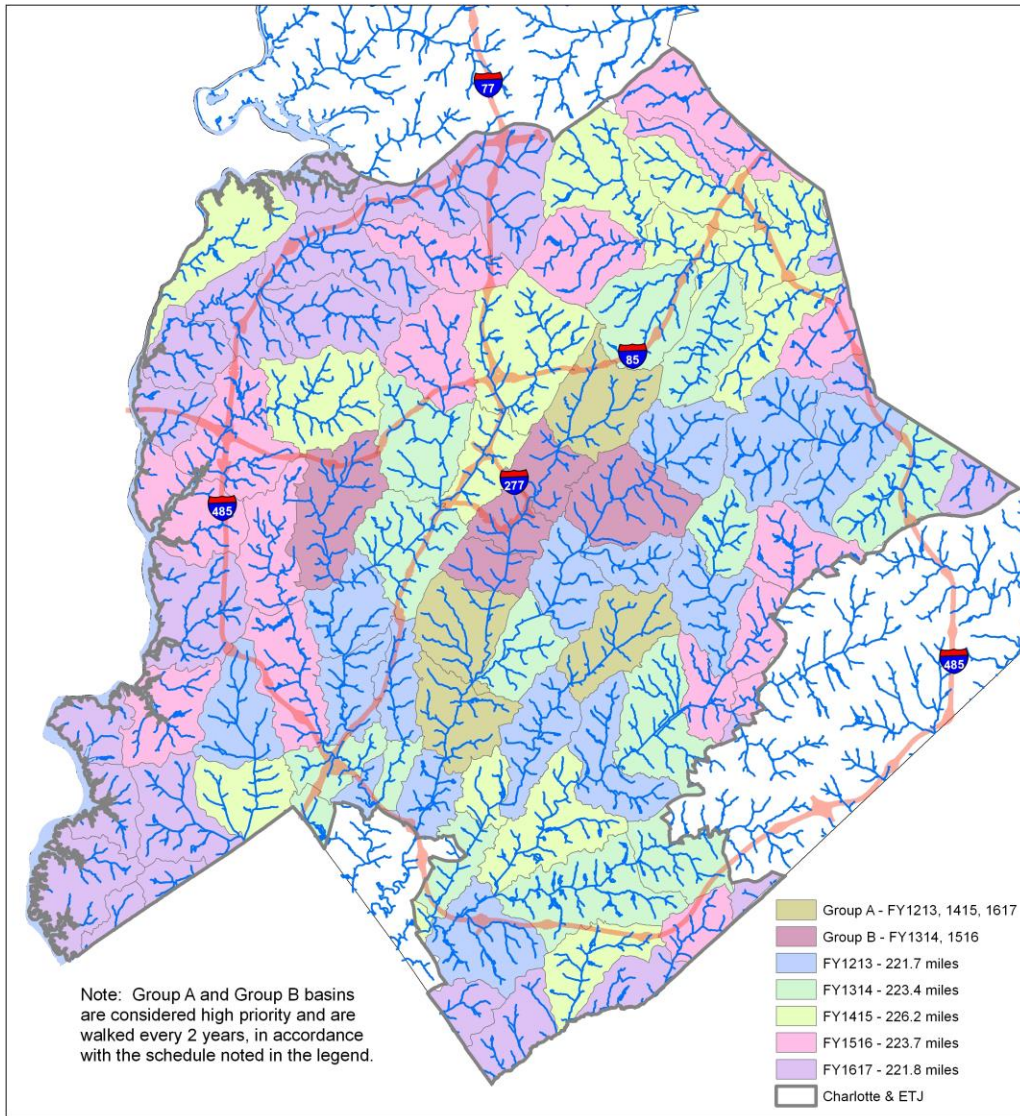 77
85
277
485
485
Group A - FY1213, 1415, 1617
Group B - FY1314, 1516
FY1213 - 221.7 miles
FY1314 - 223.4 miles
FY1415 - 226.2 miles
FY1516 - 223.7 miles
FY1617 - 221.8 miles
Charlotte & ETJ
Note: Group A and Group B basins
are considered high priority and are
walked every 2 years, in accordance
with the schedule noted in the legend.